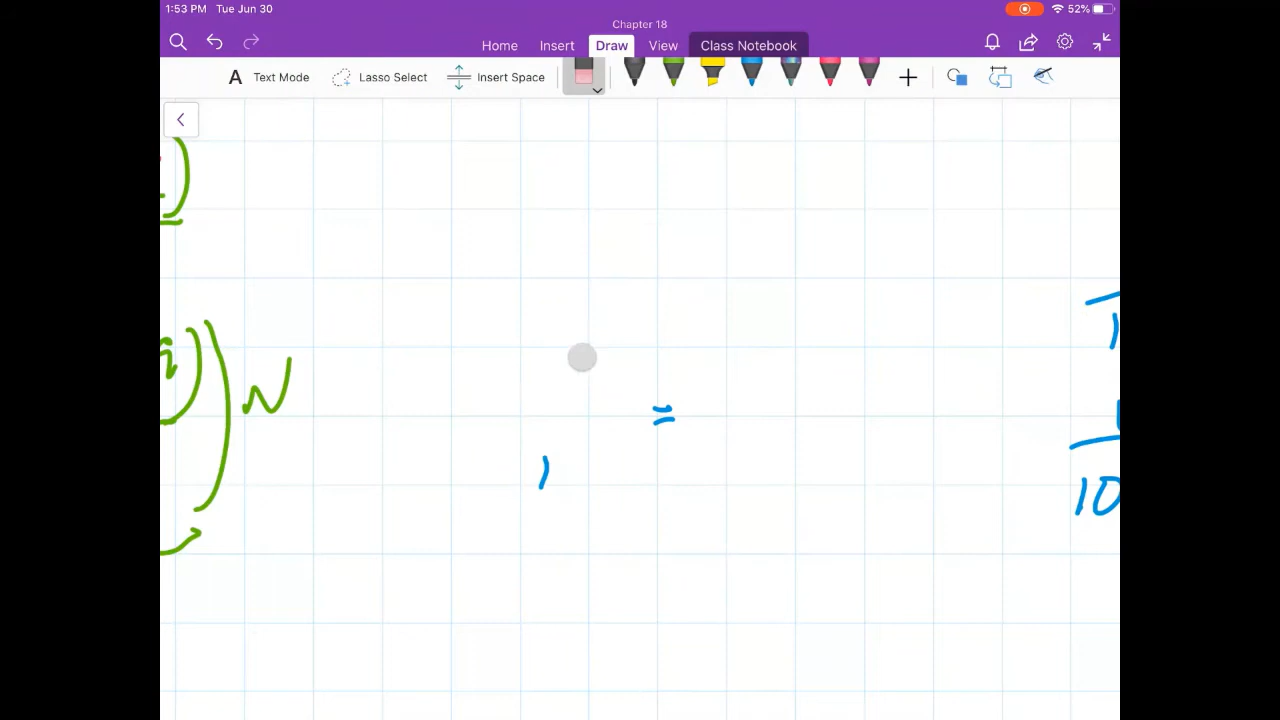 1:53 PM Tue Jun 30
52%
Chapter 18
Home Insert Draw View Class Notebook
A Text Mode Lasso Select Insert Space
) N
=
10